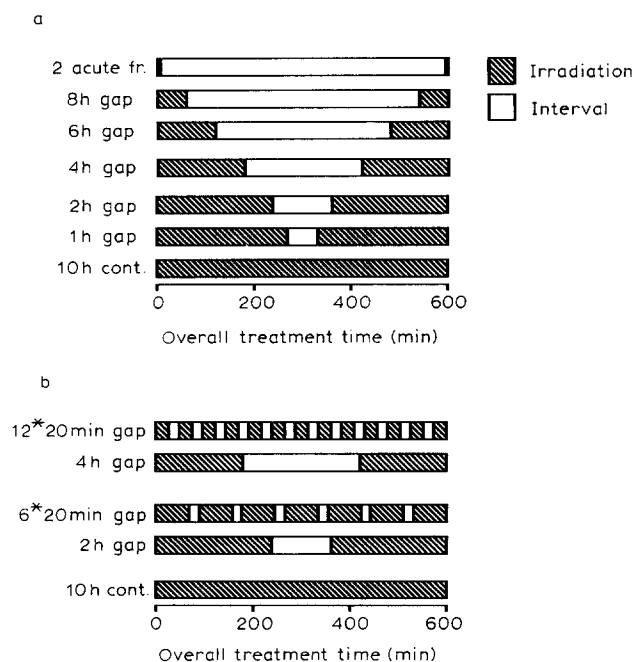 a
2 acute fr.
8h gap
6h gap
4h gap
2h gap
1h gap
10h cont.
0 200 400 600
Overall treatment time (min)
Irradiation
Interval
b
12*20min gap
4h gap
6*20min gap
2h gap
10h cont.
0 200 400 600
Overall treatment time (min)